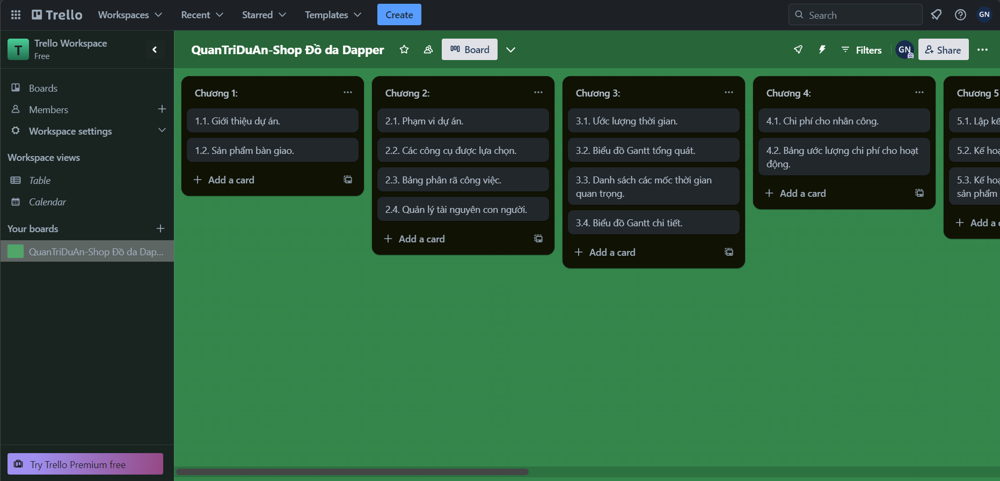 Trello
Workspaces
Recent
Starred
Templates
Create
Search
GN
T
Trello Workspace
Free
QuanTriDuAn-Shop Đồ da Dapper
Board
Filters
GN
Share
Boards
Members
Workspace settings
Workspace views
Table
Calendar
Your boards
QuanTriDuAn-Shop Đồ da Dap...
Try Trello Premium free
Chương 1:
1.1. Giới thiệu dự án.
1.2. Sản phẩm bàn giao.
Add a card
Chương 2:
2.1. Phạm vi dự án.
2.2. Các công cụ được lựa chọn.
2.3. Bảng phân rã công việc.
2.4. Quản lý tài nguyên con người.
Add a card
Chương 3:
3.1. Ước lượng thời gian.
3.2. Biểu đồ Gantt tổng quát.
3.3. Danh sách các mốc thời gian
quan trọng.
3.4. Biểu đồ Gantt chi tiết.
Add a card
Chương 4:
4.1. Chi phí cho nhân công.
4.2. Bảng ước lượng chi phí cho hoạt
động.
Add a card
Chương 5
5.1. Lập kế
5.2. Kế
5.3. Kế
sản phẩm
Add a